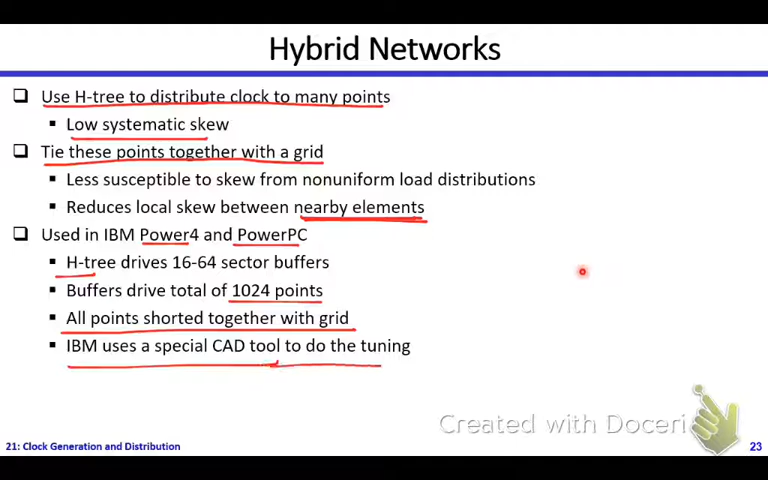 Hybrid Networks
Use H-tree to distribute clock to many points
Low systematic skew
Tie these points together with a grid
Less susceptible to skew from nonuniform load distributions
Reduces local skew between nearby elements
Used in IBM Power4 and PowerPC
H-tree drives 16-64 sector buffers
Buffers drive total of 1024 points
All points shorted together with grid
IBM uses a special CAD tool to do the tuning
Created with Doceri
21: Clock Generation and Distribution
23